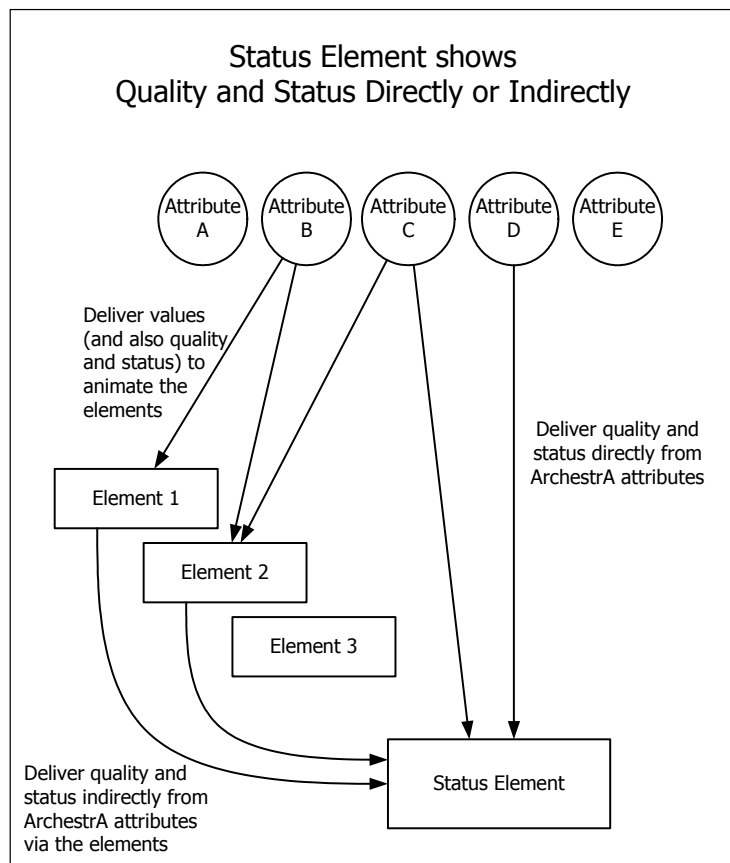 Status Element shows
Quality and Status Directly or Indirectly
Attribute
A
Attribute
B
Attribute
C
Attribute
D
Attribute
E
Deliver values
(and also quality
and status) to
animate the
elements
Deliver quality and
status directly from
ArchestrA attributes
Element 1
Element 2
Element 3
Status Element
Deliver quality and
status indirectly from
ArchestrA attributes
via the elements